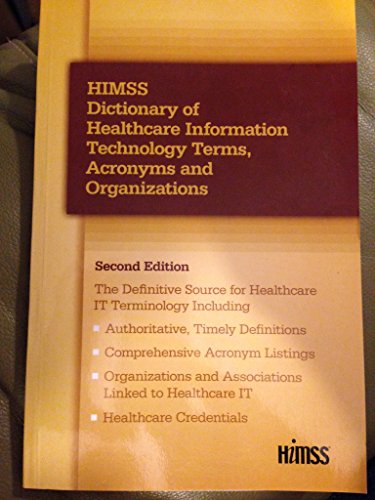 HIMSS
Dictionary of
Healthcare Information
Technology Terms,
Acronyms and
Organizations
Second Edition
The Definitive Source for Healthcare
IT Terminology Including
Authoritative, Timely Definitions
Comprehensive Acronym Listings
Organizations and Associations
Linked to Healthcare IT
Healthcare Credentials
HiMSS